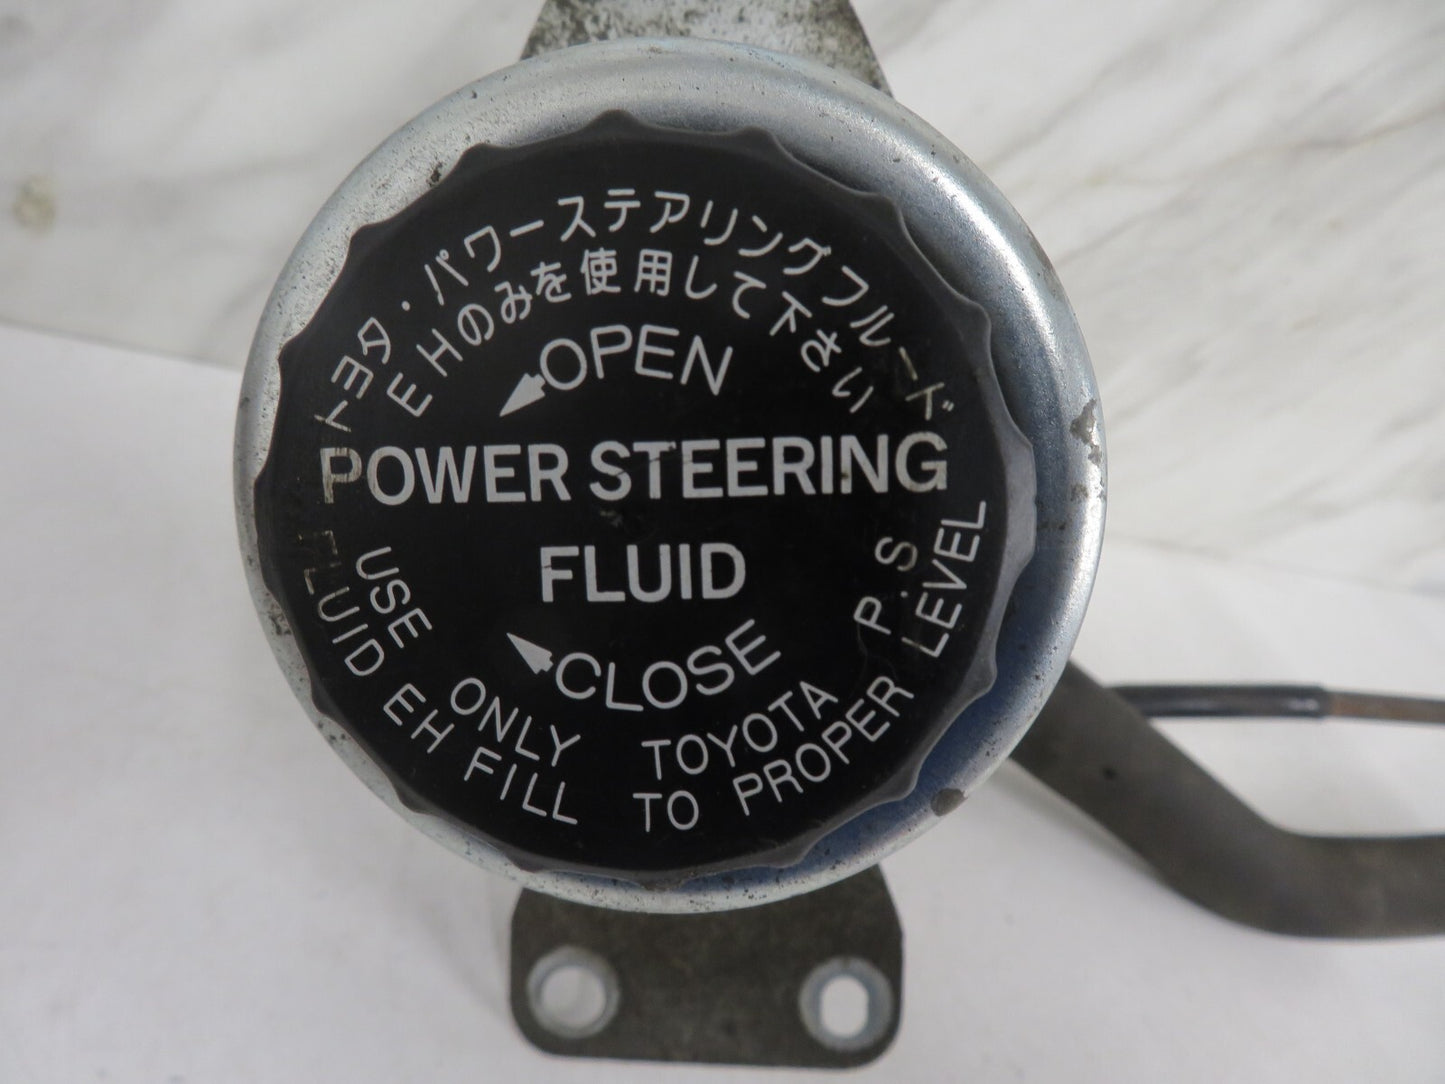 トヨタ・パワーステアリングフルード
EHのみを使用して下さい
OPEN
POWER STEERING
FLUID
CLOSE
USE ONLY TOYOTA P.S
FLUID EH FILL TO PROPER LEVEL